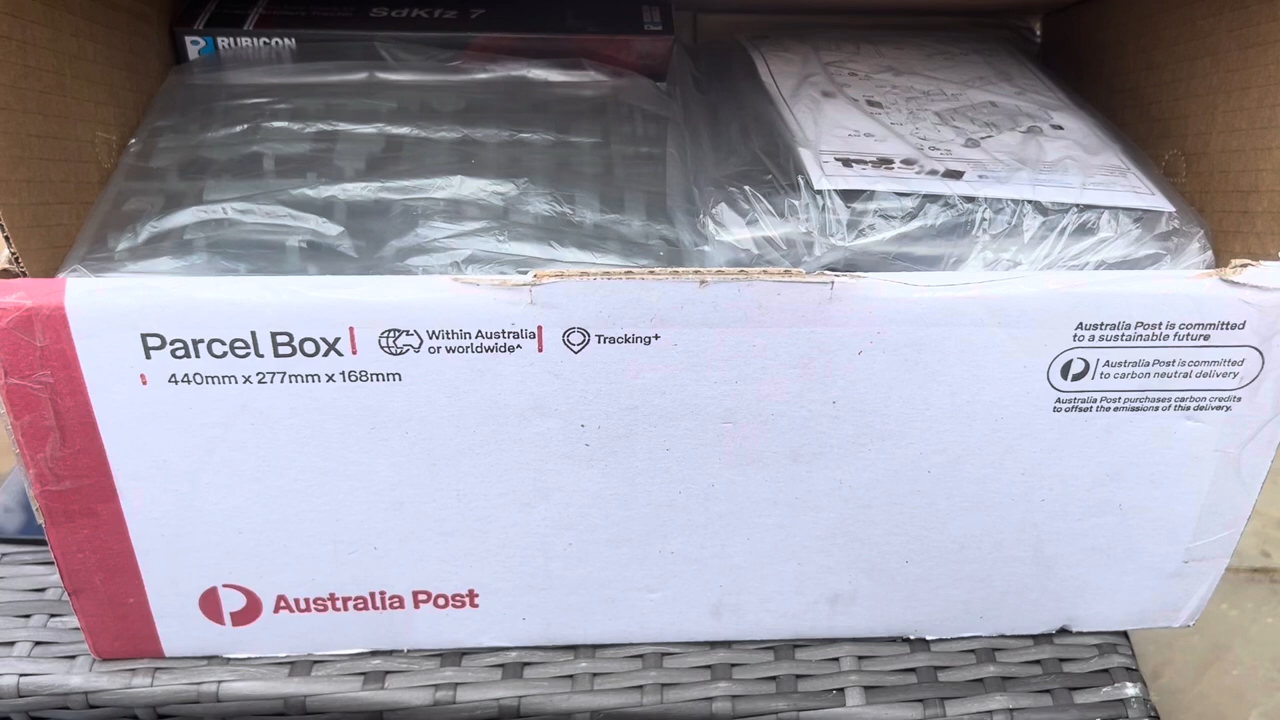 SdKfz 7
RUBICON
Parcel Box
Within Australia
or worldwide^
Tracking+
440mm x 277mm x 168mm
Australia Post is committed
to a sustainable future
Australia Post is committed
to carbon neutral delivery
Australia Post purchases carbon credits
to offset the emissions of this delivery.
Australia Post